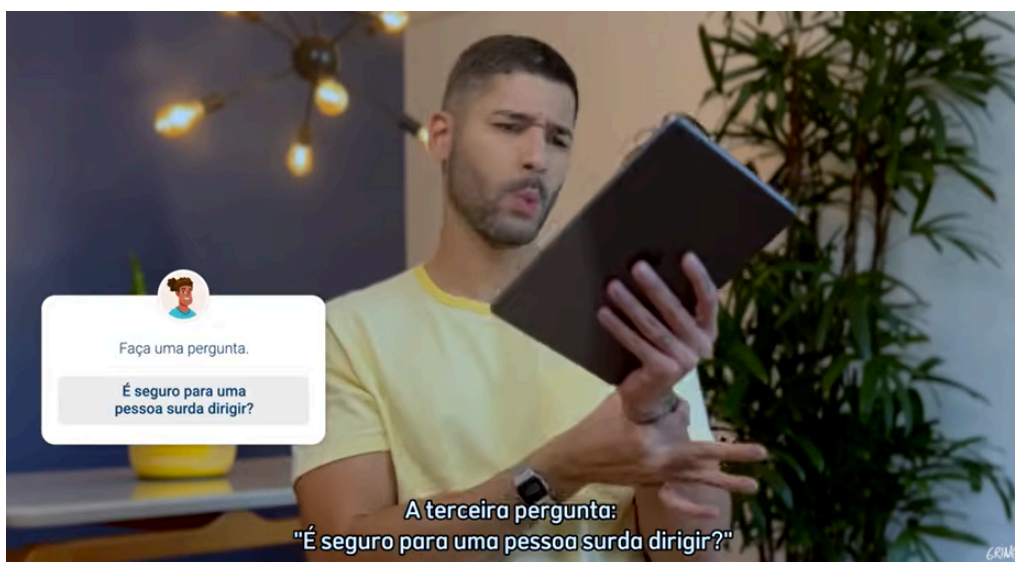 Faça uma pergunta.
É seguro para uma
pessoa surda dirigir?
A terceira pergunta:
"É seguro para uma pessoa surda dirigir?"